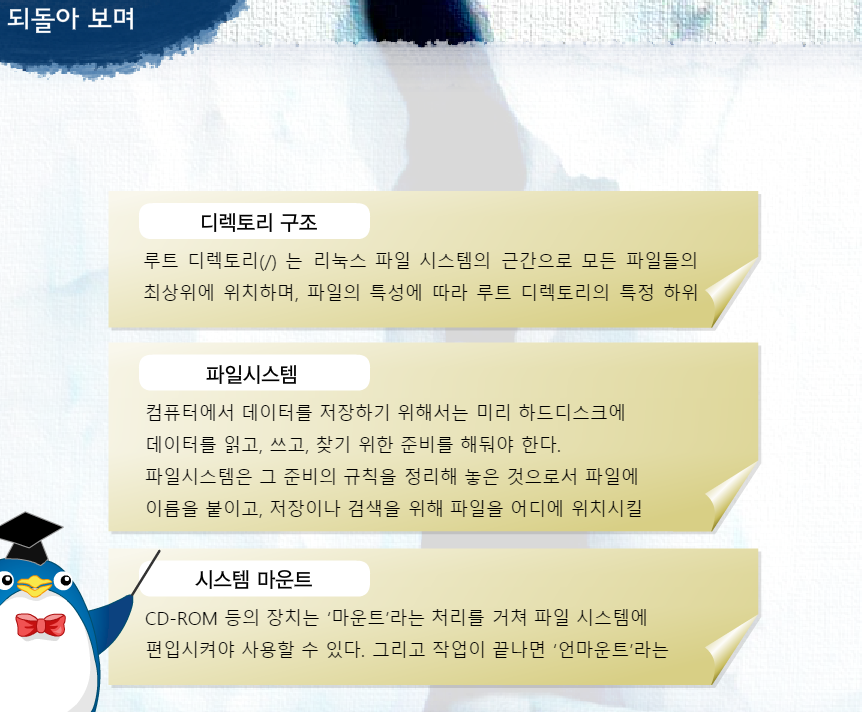 되돌아 보며
디렉토리 구조
루트 디렉토리(/) 는 리눅스 파일 시스템의 근간으로 모든 파일들의
최상위에 위치하며, 파일의 특성에 따라 루트 디렉토리의 특정 하위
파일시스템
컴퓨터에서 데이터를 저장하기 위해서는 미리 하드디스크에
데이터를 읽고, 쓰고, 찾기 위한 준비를 해둬야 한다.
파일시스템은 그 준비의 규칙을 정리해 놓은 것으로서 파일에
이름을 붙이고, 저장이나 검색을 위해 파일을 어디에 위치시킬
시스템 마운트
CD-ROM 등의 장치는 ‘마운트’라는 처리를 거쳐 파일 시스템에
편입시켜야 사용할 수 있다. 그리고 작업이 끝나면 ‘언마운트’라는